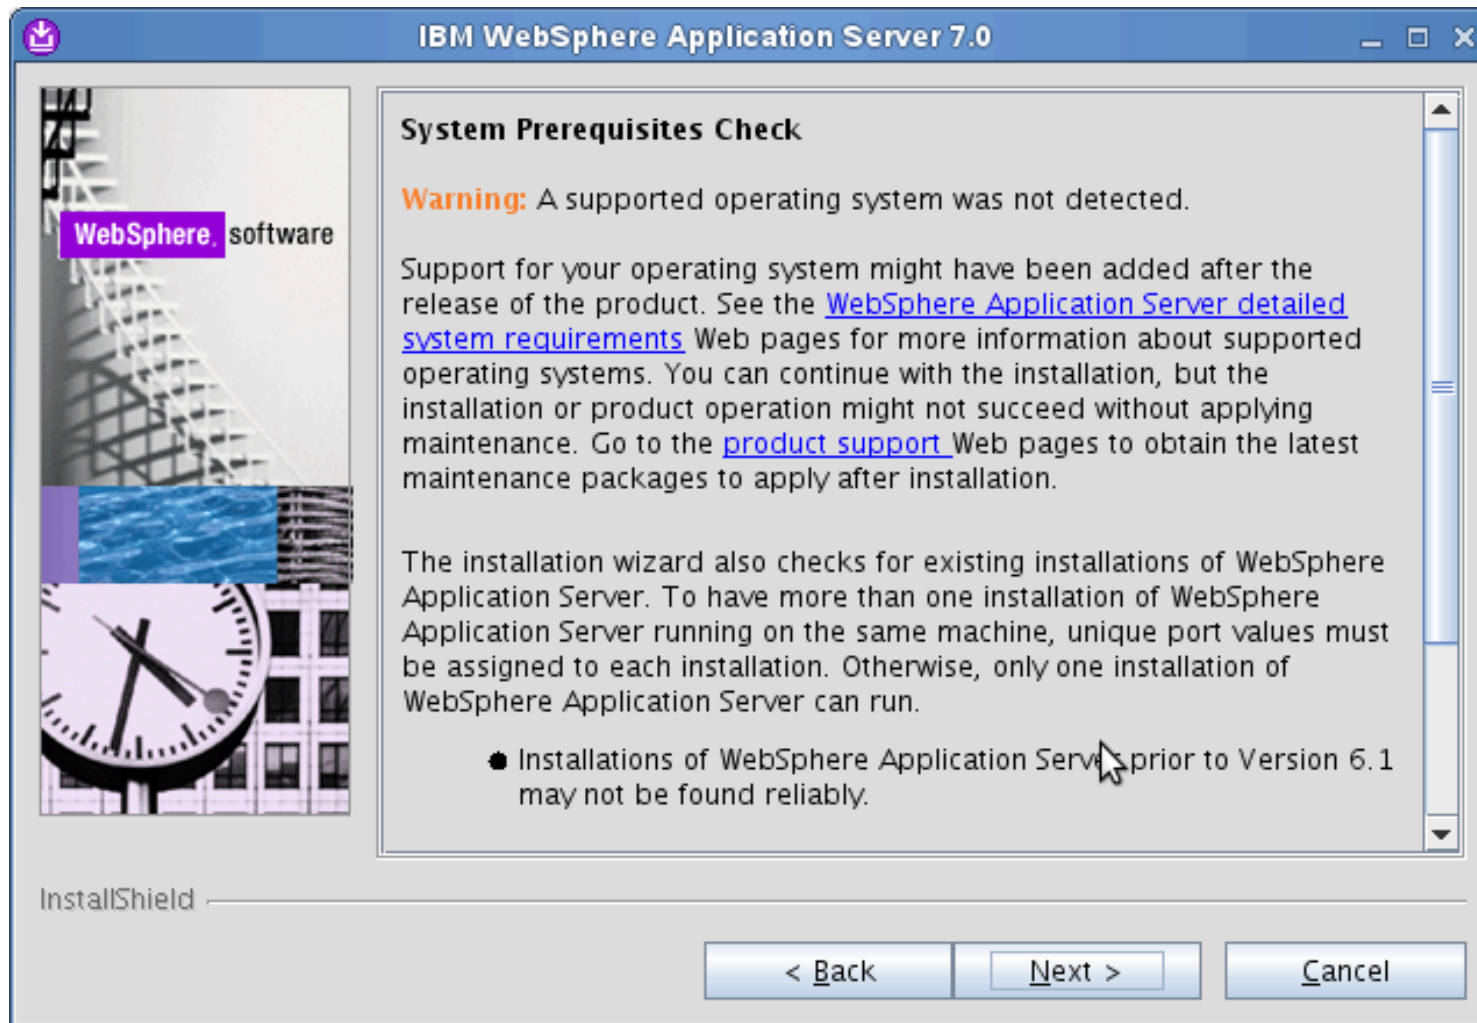 IBM WebSphere Application Server 7.0
WebSphere. software
System Prerequisites Check
Warning: A supported operating system was not detected.
Support for your operating system might have been added after the
release of the product. See the WebSphere Application Server detailed
system requirements Web pages for more information about supported
operating systems. You can continue with the installation, but the
installation or product operation might not succeed without applying
maintenance. Go to the product support Web pages to obtain the latest
maintenance packages to apply after installation.
The installation wizard also checks for existing installations of WebSphere
Application Server. To have more than one installation of WebSphere
Application Server running on the same machine, unique port values must
be assigned to each installation. Otherwise, only one installation of
WebSphere Application Server can run.
● Installations of WebSphere Application Server prior to Version 6.1
may not be found reliably.
InstallShield
< Back
Next >
Cancel